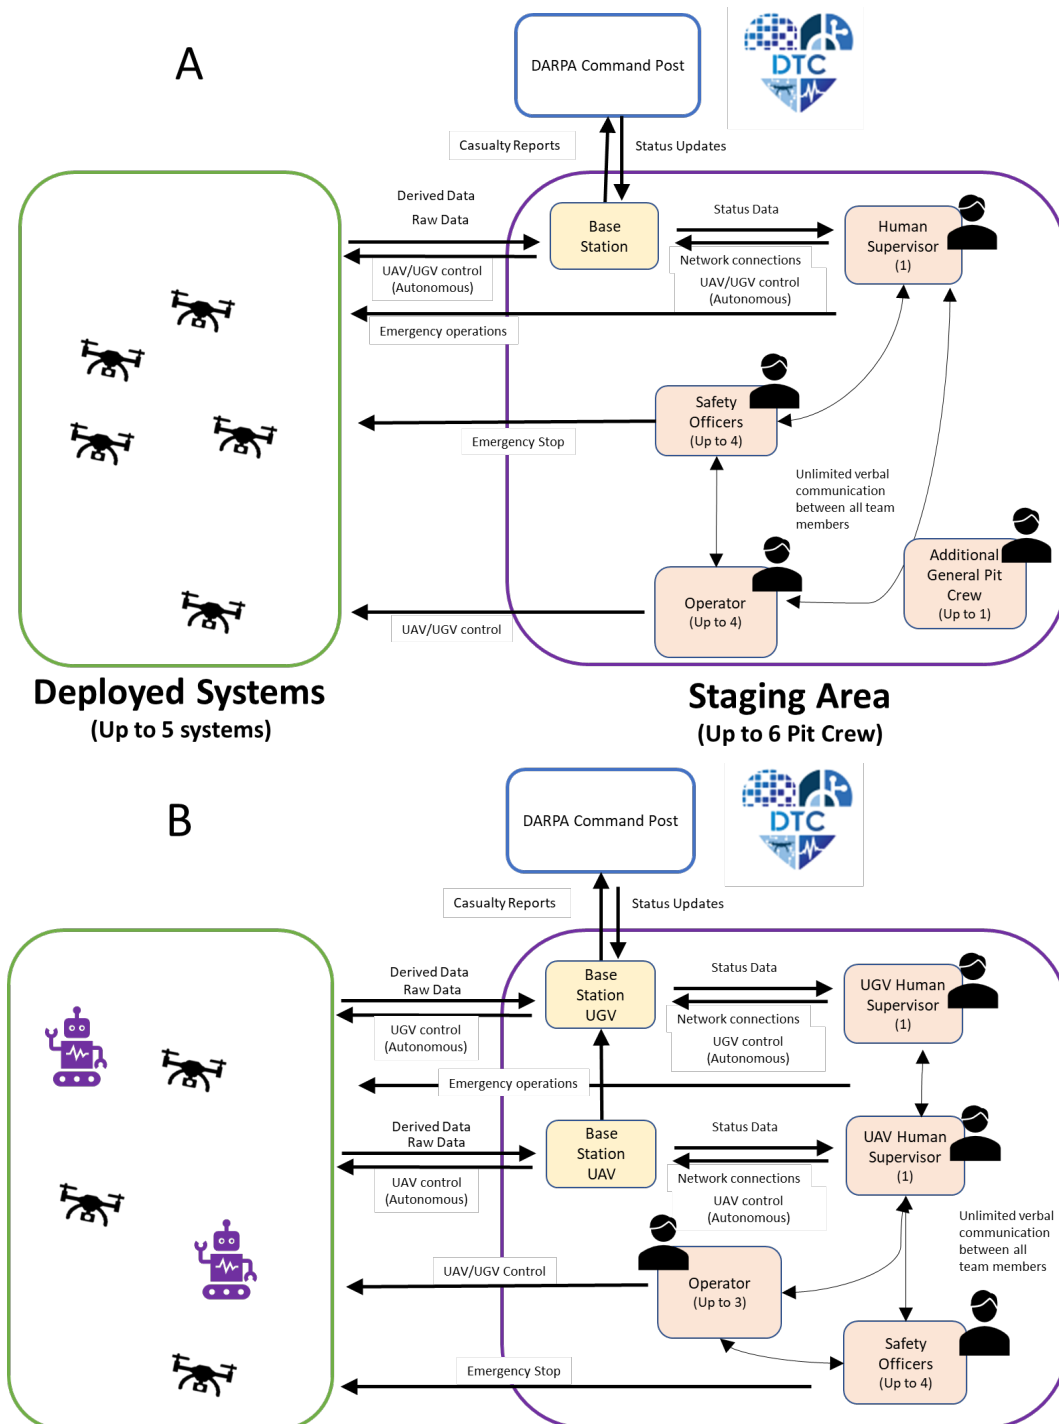 A
DARPA Command Post
DTC
Casualty Reports
Status Updates
Derived Data
Raw Data
Base
Station
Status Data
Human
Supervisor
(1)
UAV/UGV control
(Autonomous)
Network connections
UAV/UGV control
(Autonomous)
Emergency operations
Safety
Officers
(Up to 4)
Emergency Stop
Unlimited verbal
communication
between all team
members
Additional
General Pit
Crew
(Up to 1)
Operator
(Up to 4)
UAV/UGV control
Deployed Systems
(Up to 5 systems)
Staging Area
(Up to 6 Pit Crew)
B
DARPA Command Post
DTC
Casualty Reports
Status Updates
Derived Data
Raw Data
Base
Station
UGV
Status Data
UGV Human
Supervisor
(1)
UGV control
(Autonomous)
Network connections
UGV control
(Autonomous)
Emergency operations
Derived Data
Raw Data
Base
Station
UAV
Status Data
UAV Human
Supervisor
(1)
UAV control
(Autonomous)
Network connections
UAV control
(Autonomous)
Unlimited verbal
communication
between all
team members
UAV/UGV Control
Operator
(Up to 3)
Safety
Officers
(Up to 4)
Emergency Stop